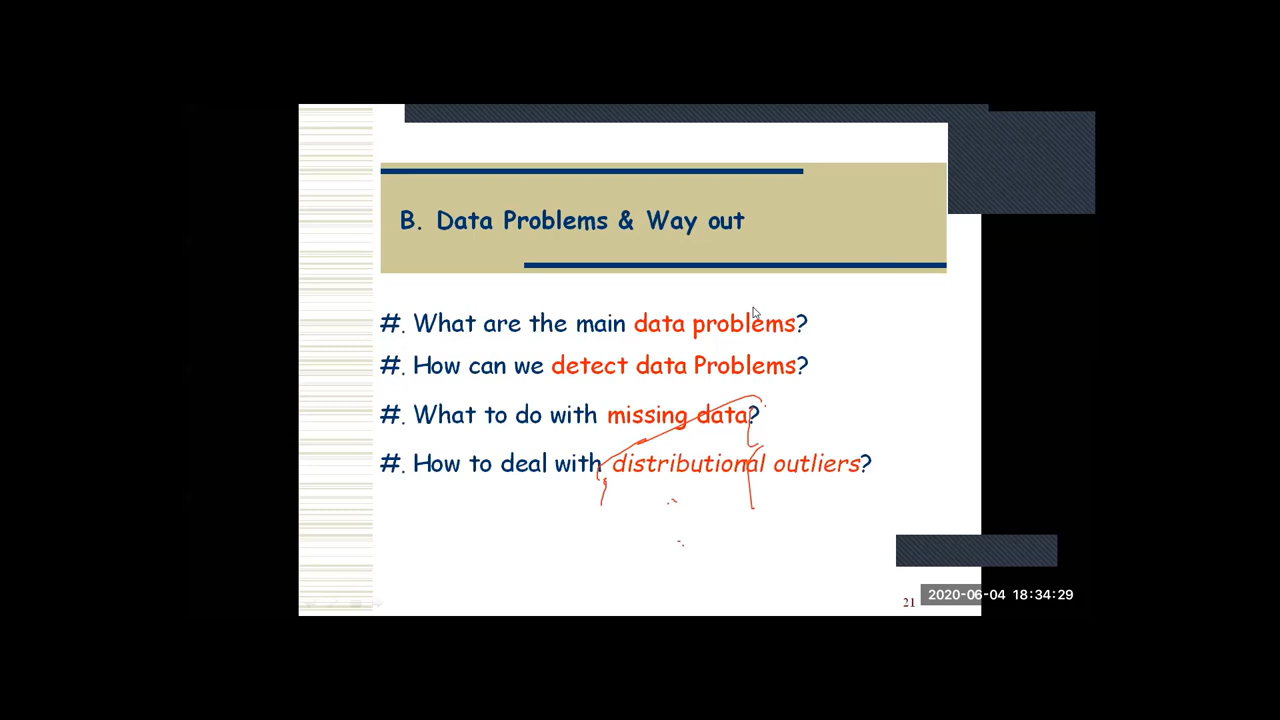 B. Data Problems & Way out
#. What are the main data problems?
#. How can we detect data Problems?
#. What to do with missing data?
#. How to deal with distributional outliers?
21
2020-06-04 18:34:29